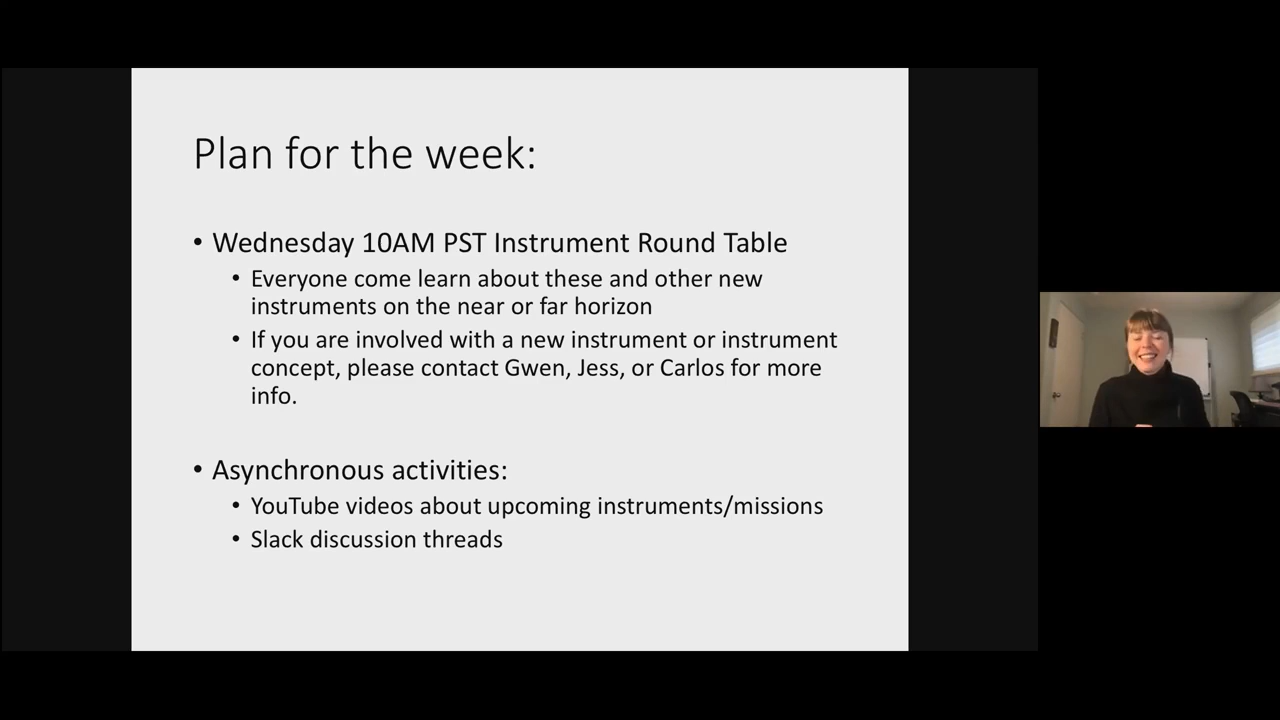 Plan for the week:
• Wednesday 10AM PST Instrument Round Table
• Everyone come learn about these and other new
instruments on the near or far horizon
• If you are involved with a new instrument or instrument
concept, please contact Gwen, Jess, or Carlos for more
info.
• Asynchronous activities:
• YouTube videos about upcoming instruments/missions
• Slack discussion threads